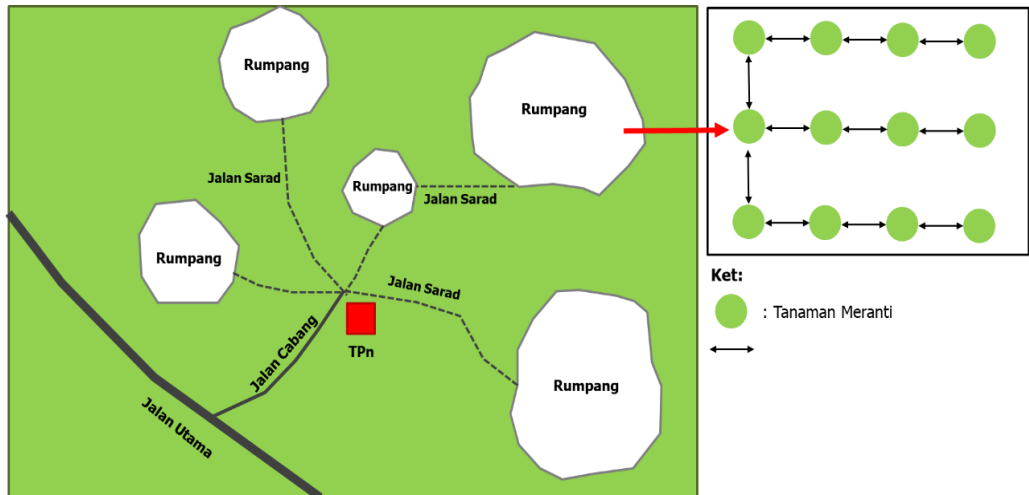 Rumpang
Rumpang
Jalan Sarad
Rumpang
Jalan Sarad
Rumpang
Jalan Sarad
TPn
Jalan Cabang
Rumpang
Jalan Utama
Ket:
: Tanaman Meranti